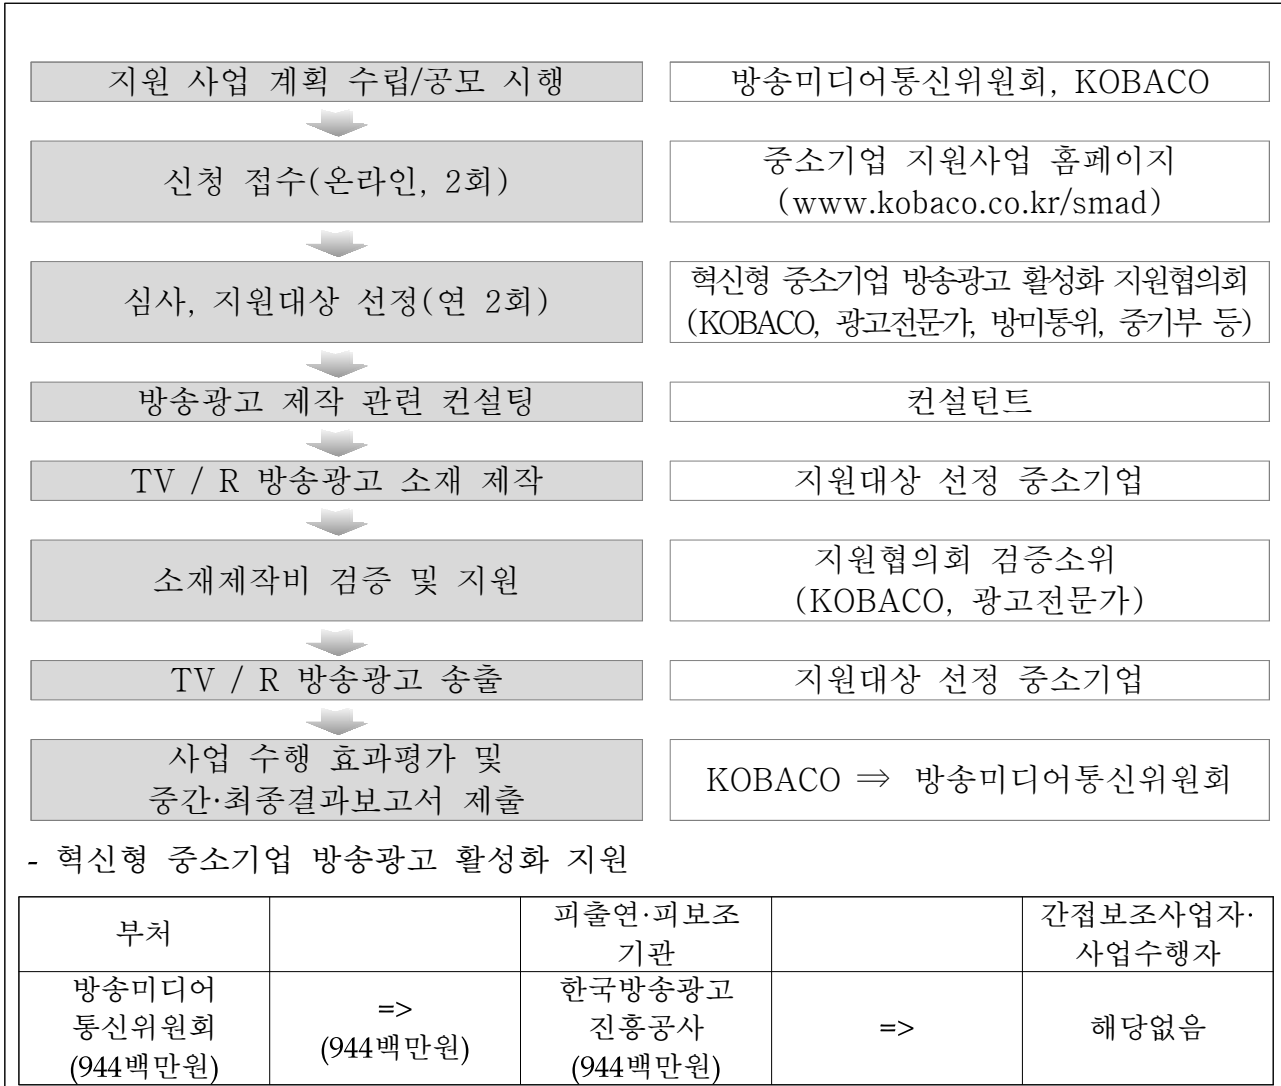 지원 사업 계획 수립/공모 시행
방송미디어통신위원회, KOBACO
신청 접수(온라인, 2회)
중소기업 지원사업 홈페이지
(www.kobaco.co.kr/smad)
심사, 지원대상 선정(연 2회)
혁신형 중소기업 방송광고 활성화 지원협의회
(KOBACO, 광고전문가, 방미통위, 중기부 등)
방송광고 제작 관련 컨설팅
컨설턴트
TV / R 방송광고 소재 제작
지원대상 선정 중소기업
소재제작비 검증 및 지원
지원협의회 검증소위
(KOBACO, 광고전문가)
TV / R 방송광고 송출
지원대상 선정 중소기업
사업 수행 효과평가 및
중간·최종결과보고서 제출
KOBACO ⇒ 방송미디어통신위원회
- 혁신형 중소기업 방송광고 활성화 지원
부처
피출연·피보조
기관
간접보조사업자·
사업수행자
방송미디어
통신위원회
(944백만원)
=>
(944백만원)
한국방송광고
진흥공사
(944백만원)
=>
해당없음